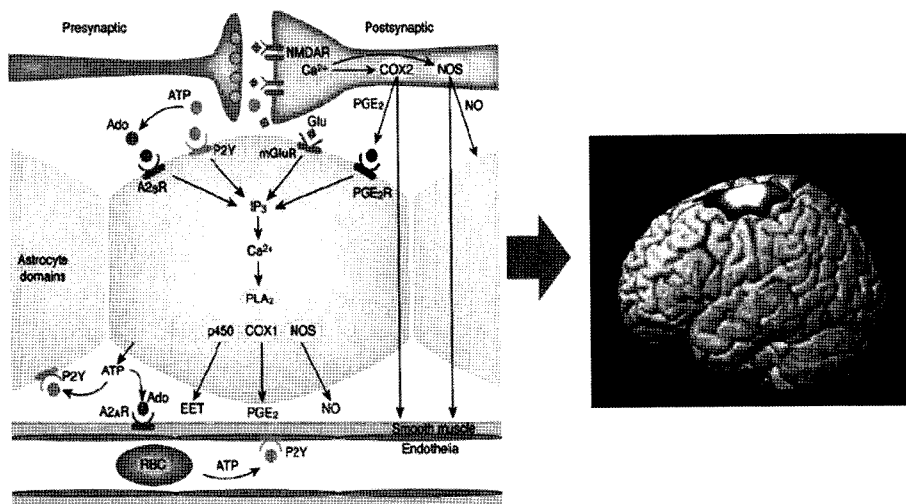 Presynaptic
Postsynaptic
NMDAR
Ca2+
COX2
NOS
ATP
PGE2
NO
Ado
Glu
P2Y
mGluR
A2BR
PGE2R
IP3
Ca2+
Astrocyte
domains
PLA2
p450 COX1 NOS
P2Y
ATP
Ado
A2AR
EET
PGE2
NO
Smooth muscle
Endothelia
RBC
ATP
P2Y